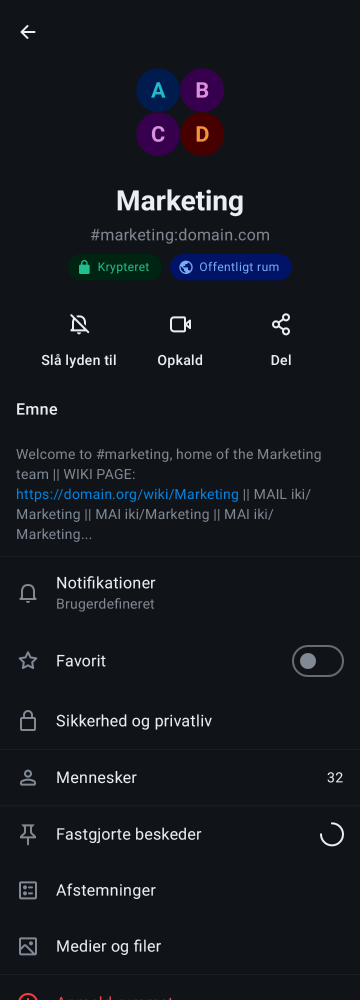 A B
C D
Marketing
#marketing:domain.com
Krypteret Offentligt rum
Slå lyden til Opkald Del
Emne
Welcome to #marketing, home of the Marketing
team || WIKI PAGE:
https://domain.org/wiki/Marketing || MAIL iki/
Marketing || MAI iki/Marketing || MAI iki/
Marketing...
Notifikationer
Brugerdefineret
Favorit
Sikkerhed og privatliv
Mennesker 32
Fastgjorte beskeder
Afstemninger
Medier og filer